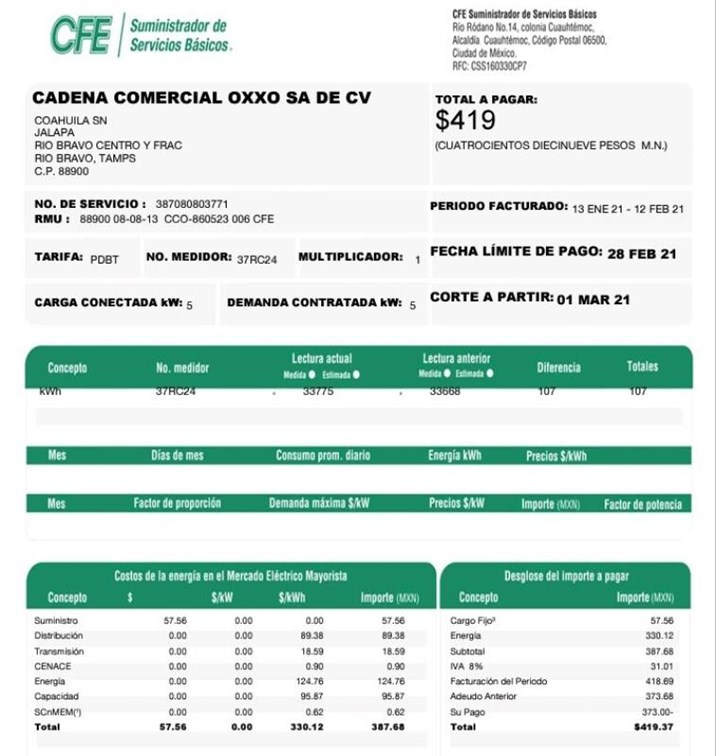 CFE Suministrador de
Servicios Básicos®
CFE Suministrador de Servicios Básicos
Río Ródano No.14, colonia Cuauhtémoc,
Alcaldía Cuauhtémoc, Código Postal 06500,
Ciudad de México.
RFC: CSS160330CP7
CADENA COMERCIAL OXXO SA DE CV
COAHUILA SN
JALAPA
RIO BRAVO CENTRO Y FRAC
RIO BRAVO, TAMPS
C.P. 88900
TOTAL A PAGAR:
$419
(CUATROCIENTOS DIECINUEVE PESOS M.N.)
NO. DE SERVICIO : 387080803771
RMU : 88900 08-08-13 CCO-860523 006 CFE
PERIODO FACTURADO: 13 ENE 21 - 12 FEB 21
TARIFA: PDBT NO. MEDIDOR: 37RC24 MULTIPLICADOR: 1
FECHA LÍMITE DE PAGO: 28 FEB 21
CARGA CONECTADA kW: 5 DEMANDA CONTRATADA kW: 5
CORTE A PARTIR: 01 MAR 21
Concepto No. medidor Lectura actual Lectura anterior Diferencia Totales
Medida Estimada Medida Estimada
kWh 37RC24 . 33775 . 33668 107 107
Mes Días de mes Consumo prom. diario Energía kWh Precios $/kWh
Mes Factor de proporción Demanda máxima $/kW Precios $/kW Importe (MXN) Factor de potencia
Costos de la energía en el Mercado Eléctrico Mayorista
Concepto $ $/kW $/kWh Importe (MXN)
Suministro 57.56 0.00 0.00 57.56
Distribución 0.00 0.00 89.38 89.38
Transmisión 0.00 0.00 18.59 18.59
CENACE 0.00 0.00 0.90 0.90
Energía 0.00 0.00 124.76 124.76
Capacidad 0.00 0.00 95.87 95.87
SCnMEM(¹) 0.00 0.00 0.62 0.62
Total 57.56 0.00 330.12 387.68
Desglose del importe a pagar
Concepto Importe (MXN)
Cargo Fijo³ 57.56
Energía 330.12
Subtotal 387.68
IVA 8% 31.01
Facturación del Periodo 418.69
Adeudo Anterior 373.68
Su Pago 373.00-
Total $419.37